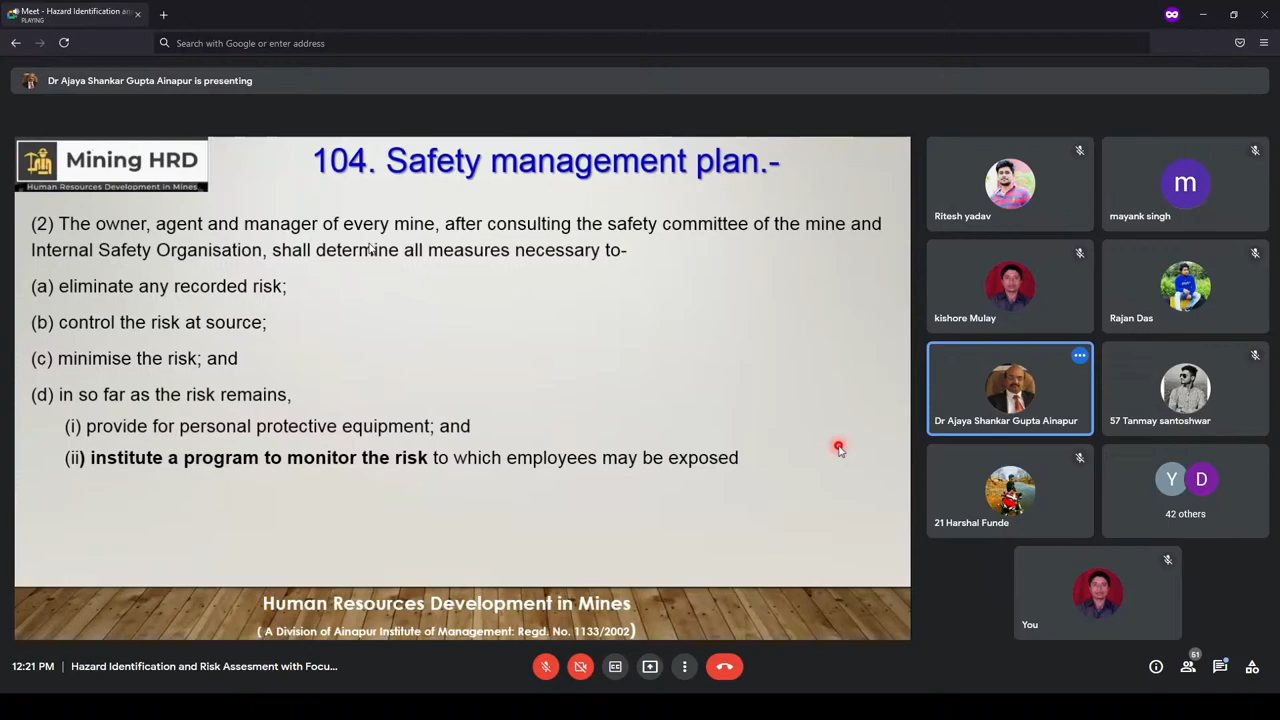 Meet - Hazard Identification an
PLAYING
Search with Google or enter address
Dr Ajaya Shankar Gupta Ainapur is presenting
Mining HRD
Human Resources Development in Mines
104. Safety management plan.-
(2) The owner, agent and manager of every mine, after consulting the safety committee of the mine and
Internal Safety Organisation, shall determine all measures necessary to-
(a) eliminate any recorded risk;
(b) control the risk at source;
(c) minimise the risk; and
(d) in so far as the risk remains,
(i) provide for personal protective equipment; and
(ii) institute a program to monitor the risk to which employees may be exposed
Human Resources Development in Mines
( A Division of Ainapur Institute of Management: Regd. No. 1133/2002)
Ritesh yadav
m
mayank singh
kishore Mulay
Rajan Das
Dr Ajaya Shankar Gupta Ainapur
57 Tanmay santoshwar
21 Harshal Funde
Y D
42 others
You
12:21 PM | Hazard Identification and Risk Assesment with Focu...
51